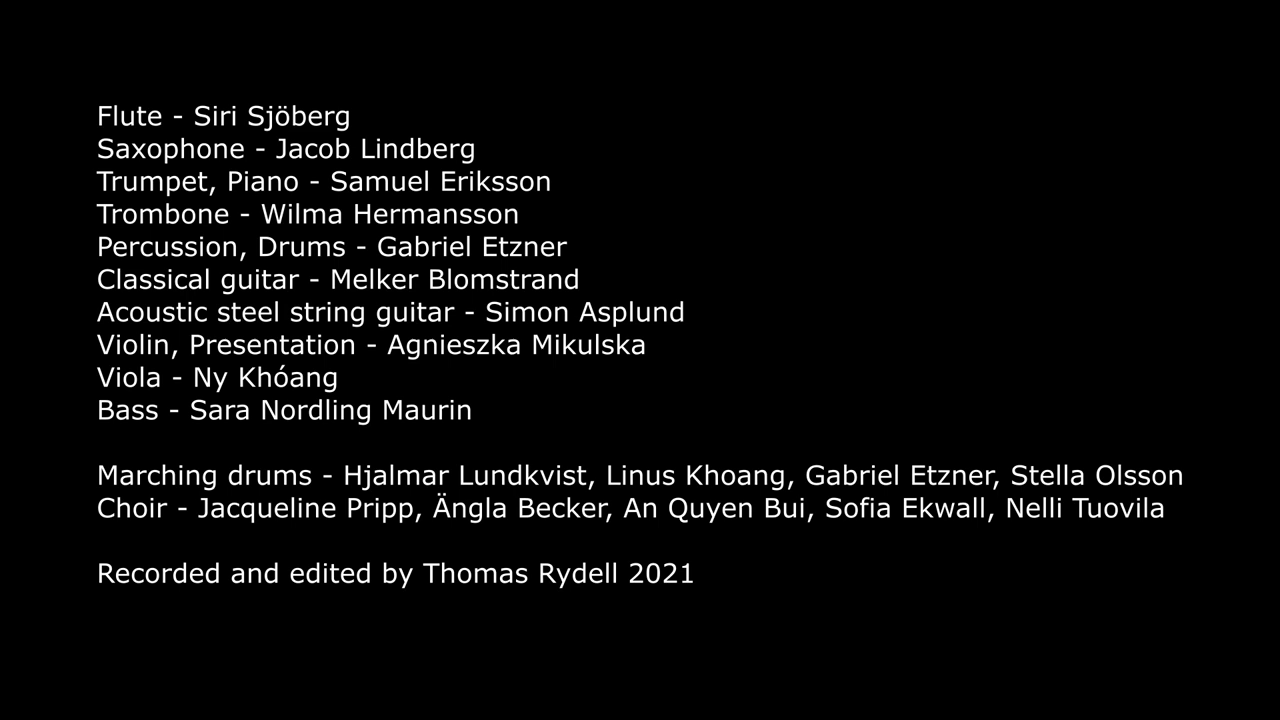 Flute - Siri Sjöberg
Saxophone - Jacob Lindberg
Trumpet, Piano - Samuel Eriksson
Trombone - Wilma Hermansson
Percussion, Drums - Gabriel Etzner
Classical guitar - Melker Blomstrand
Acoustic steel string guitar - Simon Asplund
Violin, Presentation - Agnieszka Mikulska
Viola - Ny Khóang
Bass - Sara Nordling Maurin
Marching drums - Hjalmar Lundkvist, Linus Khoang, Gabriel Etzner, Stella Olsson
Choir - Jacqueline Pripp, Ängla Becker, An Quyen Bui, Sofia Ekwall, Nelli Tuovila
Recorded and edited by Thomas Rydell 2021